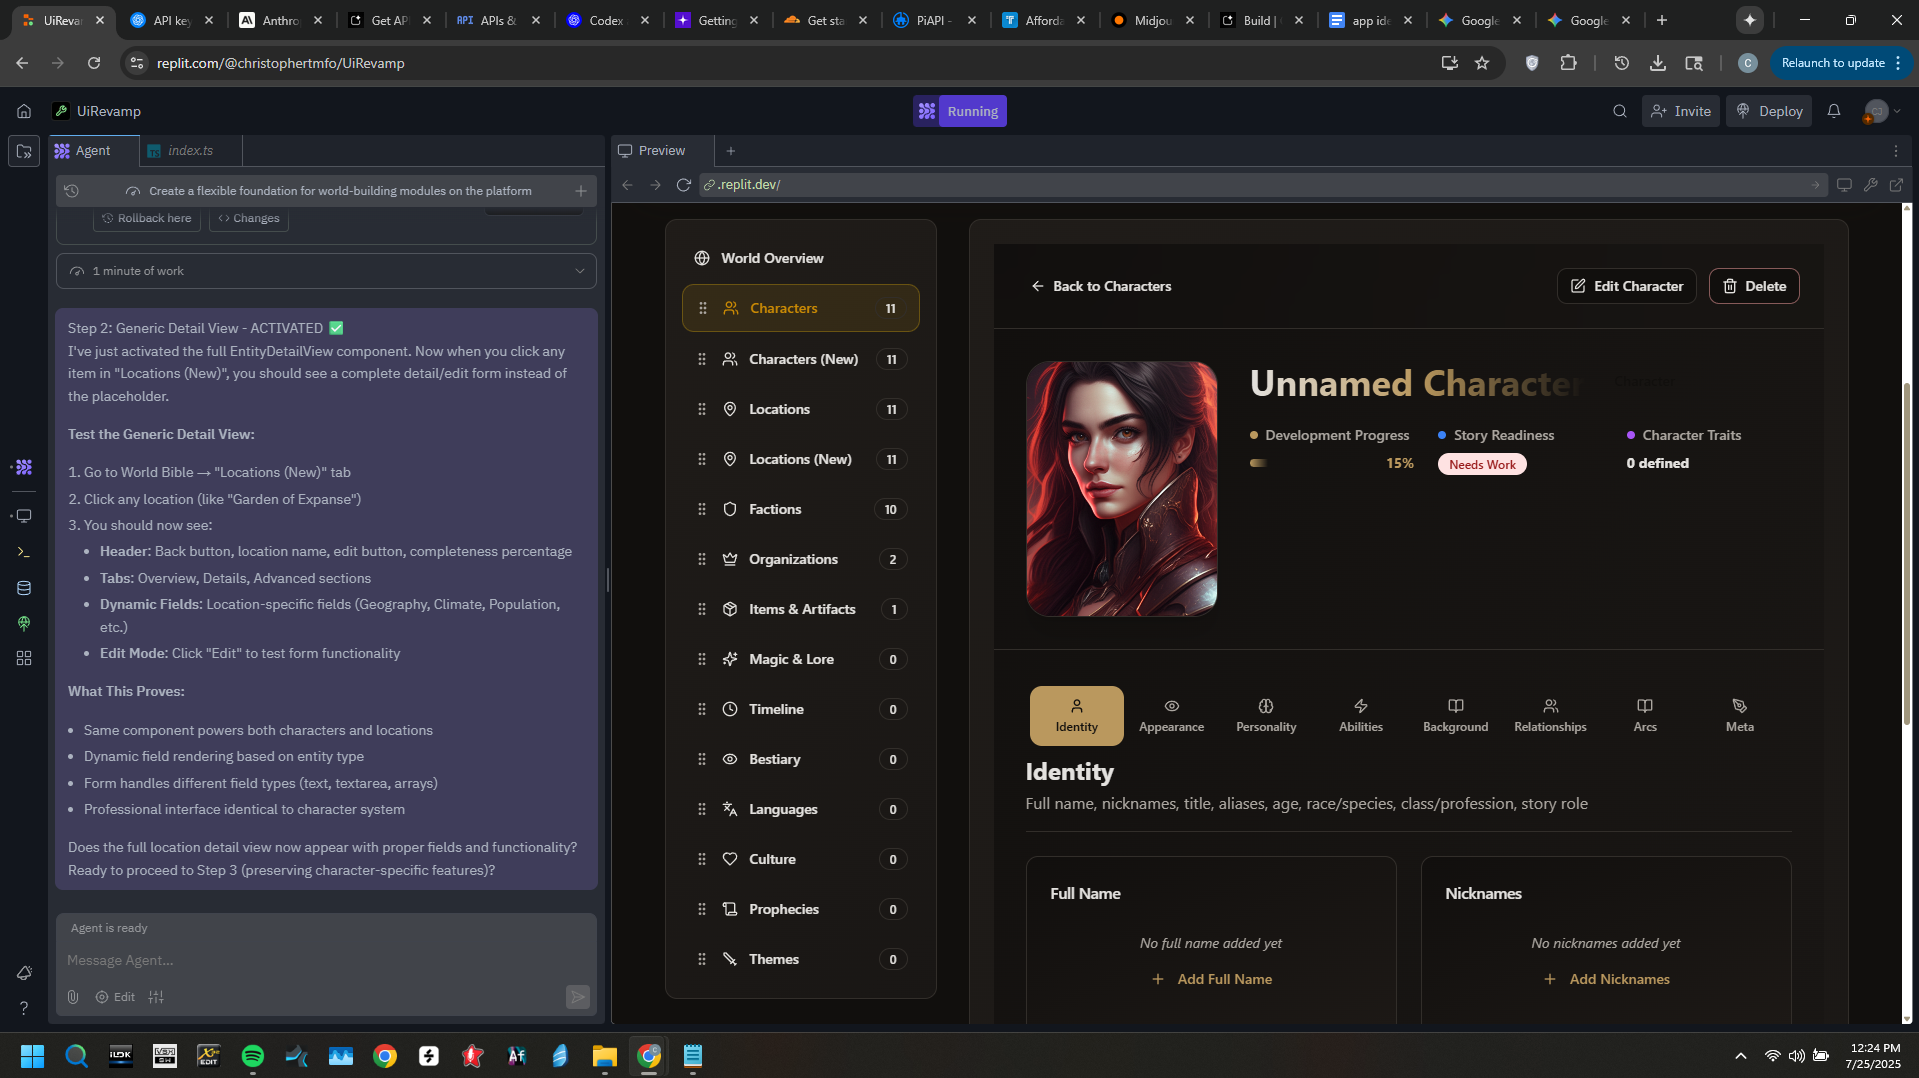 UiRevam
API key
Anthrop
Get API
APIs &
Codex
Getting
Get sta
PiAPI -
Afforda
Midjou
Build |
app ide
Google
Google
replit.com/@christophertmfo/UiRevamp
Relaunch to update
UiRevamp
Running
Invite
Deploy
Agent
index.ts
Create a flexible foundation for world-building modules on the platform
Rollback here
Changes
1 minute of work
Step 2: Generic Detail View - ACTIVATED ✅
I've just activated the full EntityDetailView component. Now when you click any
item in "Locations (New)", you should see a complete detail/edit form instead of
the placeholder.
Test the Generic Detail View:
1. Go to World Bible → "Locations (New)" tab
2. Click any location (like "Garden of Expanse")
3. You should now see:
• Header: Back button, location name, edit button, completeness percentage
• Tabs: Overview, Details, Advanced sections
• Dynamic Fields: Location-specific fields (Geography, Climate, Population,
etc.)
• Edit Mode: Click "Edit" to test form functionality
What This Proves:
• Same component powers both characters and locations
• Dynamic field rendering based on entity type
• Form handles different field types (text, textarea, arrays)
• Professional interface identical to character system
Does the full location detail view now appear with proper fields and functionality?
Ready to proceed to Step 3 (preserving character-specific features)?
Agent is ready
Message Agent...
Edit
Preview
.replit.dev/
World Overview
Characters 11
Characters (New) 11
Locations 11
Locations (New) 11
Factions 10
Organizations 2
Items & Artifacts 1
Magic & Lore 0
Timeline 0
Bestiary 0
Languages 0
Culture 0
Prophecies 0
Themes 0
Back to Characters
Edit Character
Delete
Unnamed Character
Development Progress
15%
Story Readiness
Needs Work
Character Traits
0 defined
Identity
Appearance
Personality
Abilities
Background
Relationships
Arcs
Meta
Identity
Full name, nicknames, title, aliases, age, race/species, class/profession, story role
Full Name
No full name added yet
+ Add Full Name
Nicknames
No nicknames added yet
+ Add Nicknames
12:24 PM
7/25/2025